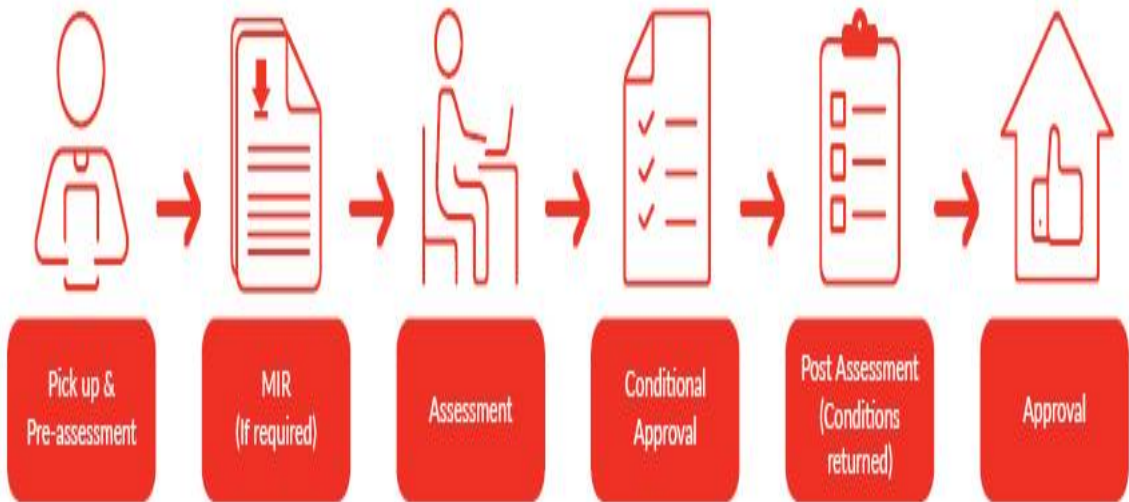 Pick up &
Pre-assessment
MIR
(If required)
Assessment
Conditional
Approval
Post Assessment
(Conditions
returned)
Approval